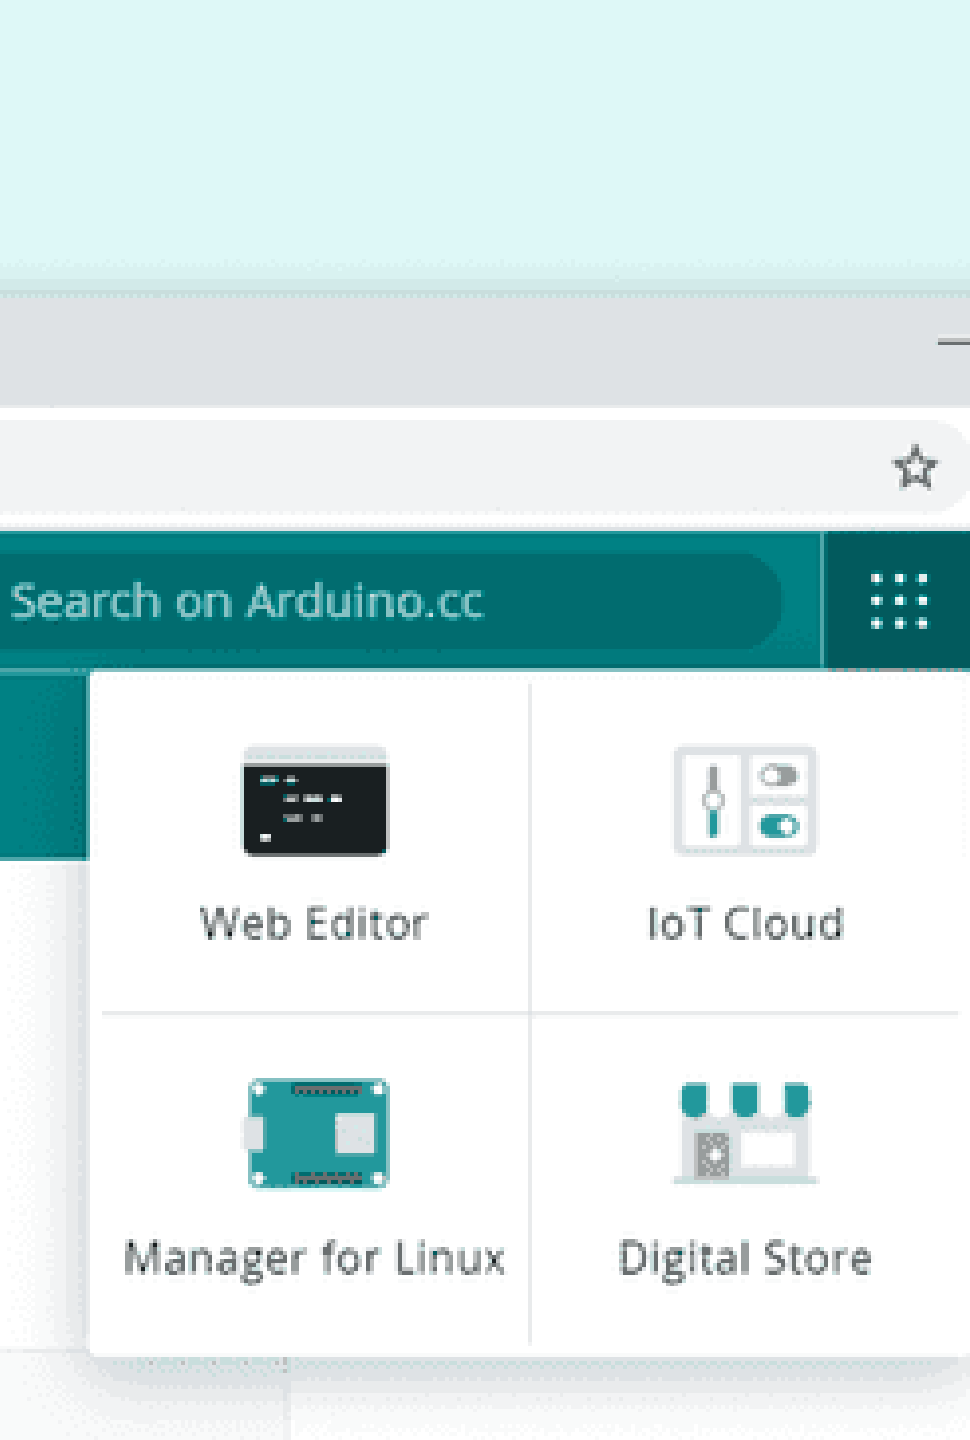 Search on Arduino.cc
Web Editor
IoT Cloud
Manager for Linux
Digital Store